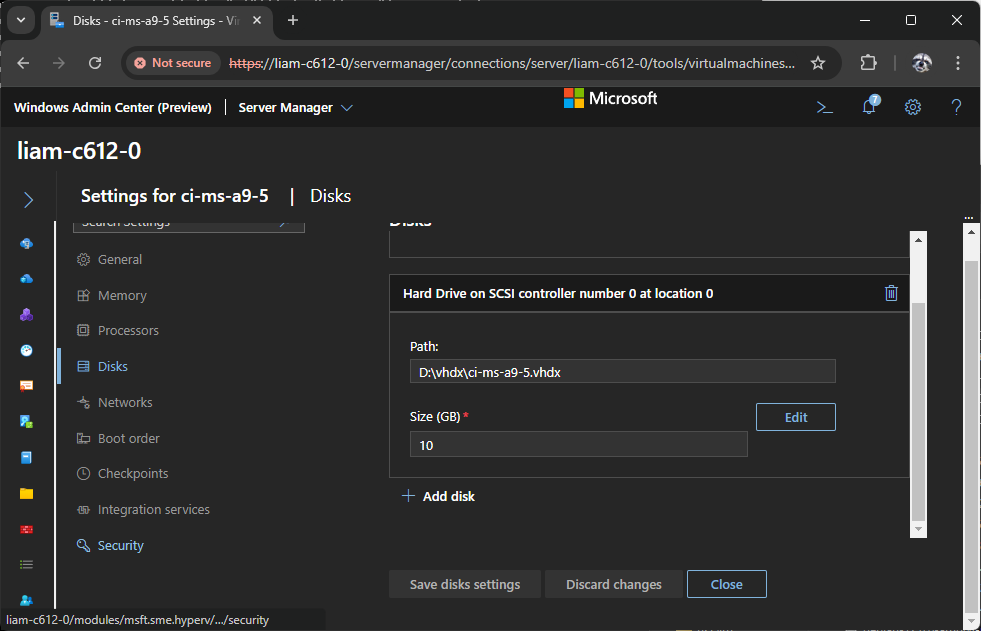 Disks - ci-ms-a9-5 Settings - Vi
Not secure
https://liam-c612-0/servermanager/connections/server/liam-c612-0/tools/virtualmachines...
Windows Admin Center (Preview)
Server Manager
Microsoft
7
liam-c612-0
Settings for ci-ms-a9-5 | Disks
...
Search Settings
Disks
General
Memory
Processors
Disks
Networks
Boot order
Checkpoints
Integration services
Security
Hard Drive on SCSI controller number 0 at location 0
Path:
D:\vhdx\ci-ms-a9-5.vhdx
Size (GB) *
Edit
10
Add disk
Save disks settings
Discard changes
Close
liam-c612-0/modules/msft.sme.hyperv/.../security